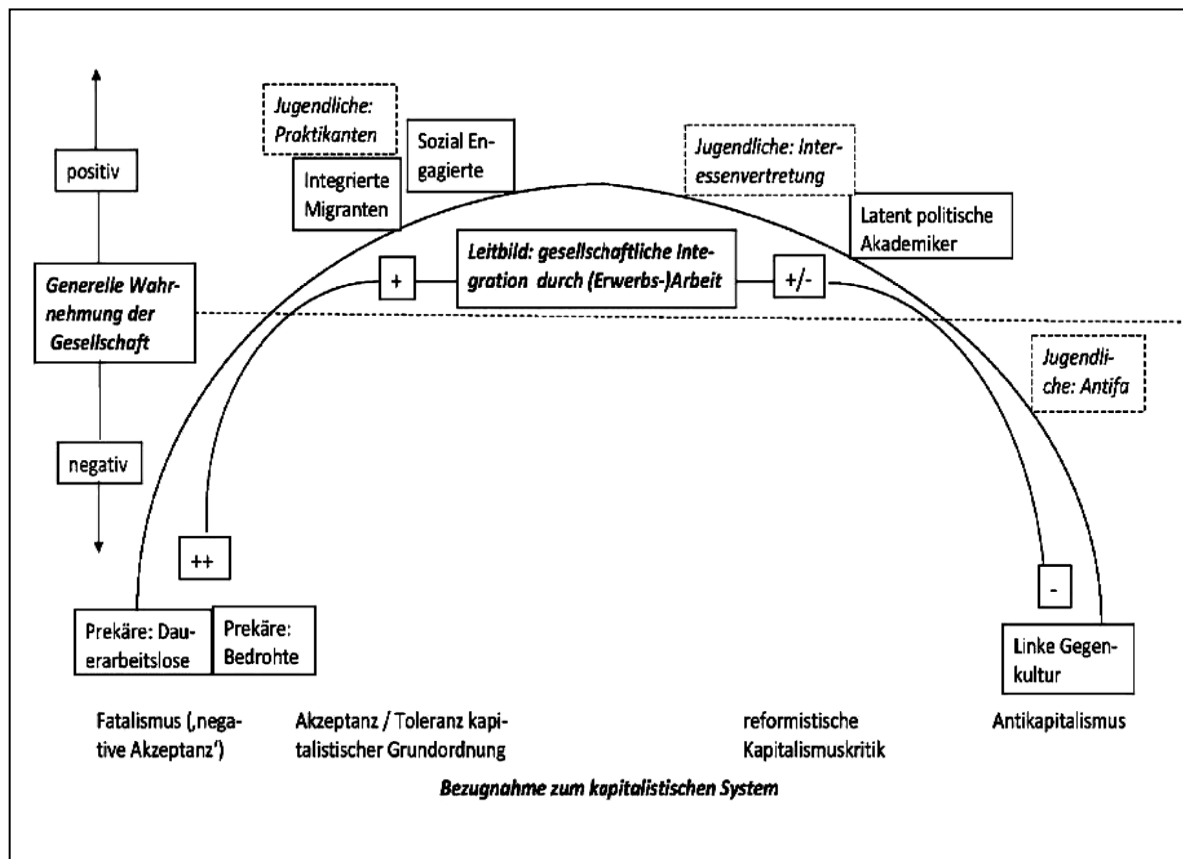 Jugendliche:
Praktikanten
Sozial En-
gagierte
Jugendliche: Inter-
essenvertretung
positiv
Integrierte
Migranten
Latent politische
Akademiker
Leitbild: gesellschaftliche Inte-
gration durch (Erwerbs-)Arbeit
+
+/-
Generelle Wahr-
nehmung der
Gesellschaft
Jugendli-
che: Antifa
negativ
++
-
Prekäre: Dau-
erarbeitslose
Prekäre:
Bedrohte
Linke Gegen-
kultur
Fatalismus (‚nega-
tive Akzeptanz‘)
Akzeptanz / Toleranz kapi-
talistischer Grundordnung
reformistische
Kapitalismuskritik
Antikapitalismus
Bezugnahme zum kapitalistischen System